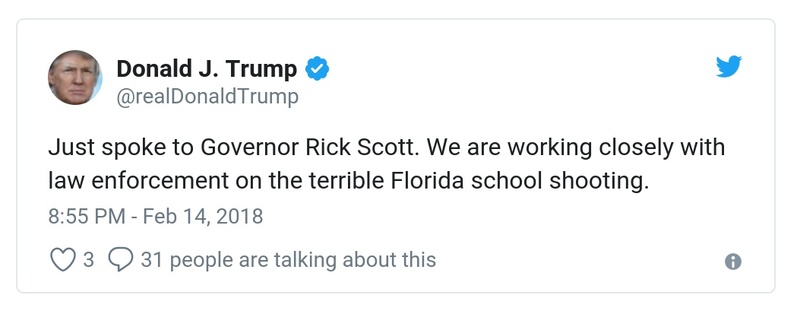 Donald J. Trump
@realDonaldTrump
Just spoke to Governor Rick Scott. We are working closely with
law enforcement on the terrible Florida school shooting.
8:55 PM - Feb 14, 2018
3 31 people are talking about this